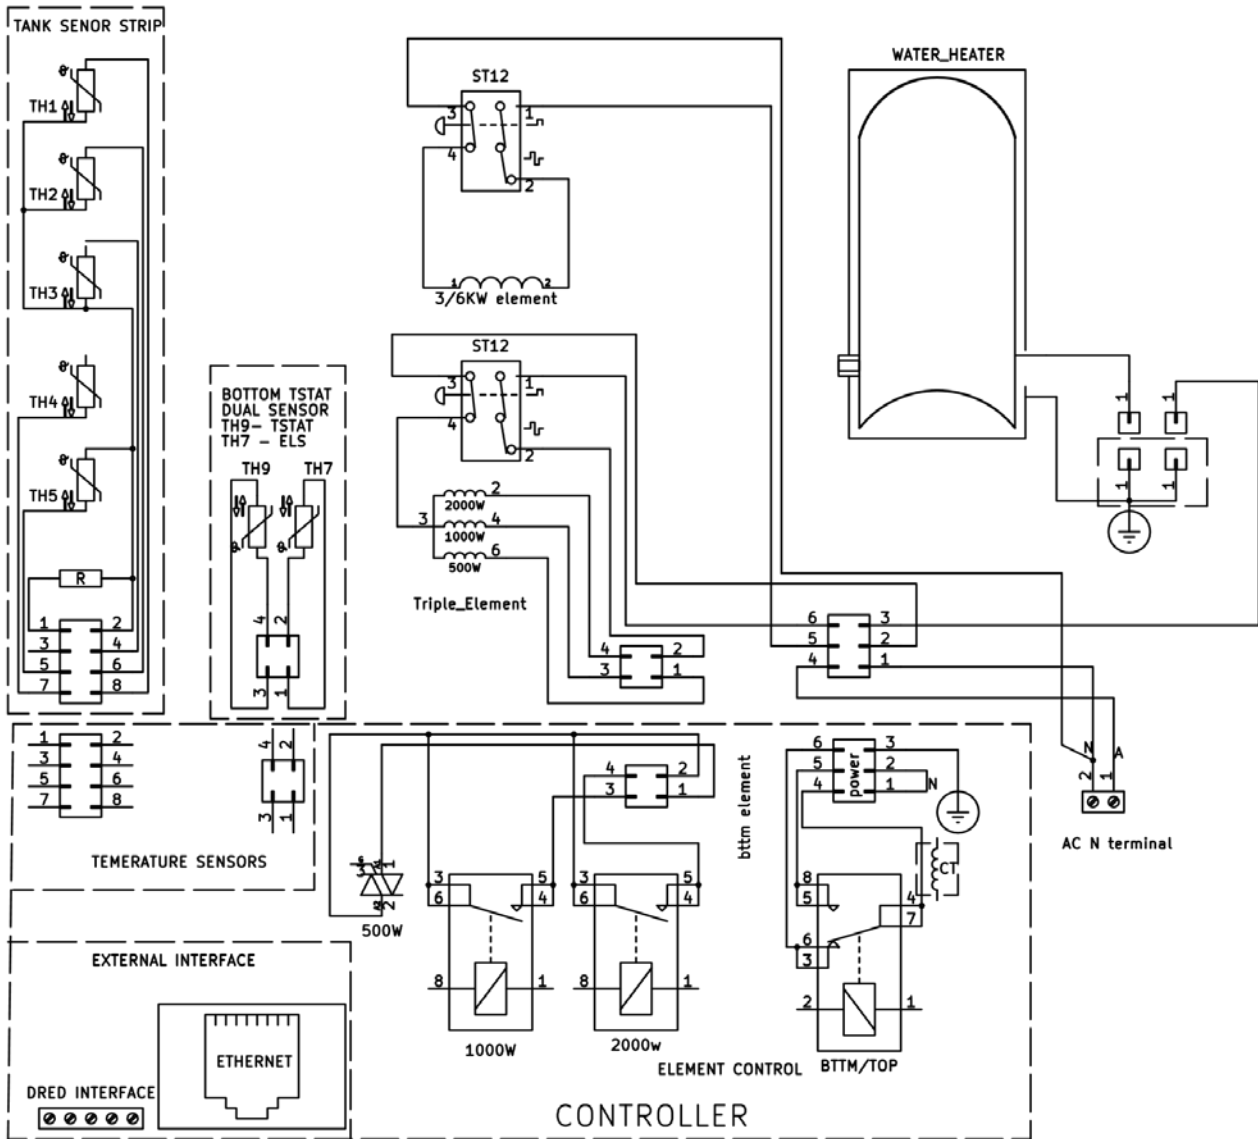 TANK SENOR STRIP
TH1
TH2
TH3
TH4
TH5
R
1 2
3 4
5 6
7 8
BOTTOM TSTAT
DUAL SENSOR
TH9- TSTAT
TH7 - ELS
TH9 TH7
4 2
3 1
ST12
3 1
4
2
1 2
3/6KW element
ST12
3 1
4
2
2000W 2
3 1000W 4
500W 6
Triple_Element
4 2
3 1
WATER_HEATER
1 1
1 1
6 3
5 2
4 1
N A
2 1
AC N terminal
1 2
3 4
5 6
7 8
4 2
3 1
TEMERATURE SENSORS
EXTERNAL INTERFACE
ETHERNET
DRED INTERFACE
4 2
3 1
G
3 1
2
500W
3 5
6 4
8 1
1000W
3 5
6 4
8 1
2000w
bttm element
6 3
5 2
4 1
power
N
CT
8
5 4
7
6
3
2 1
BTTM/TOP
ELEMENT CONTROL
CONTROLLER